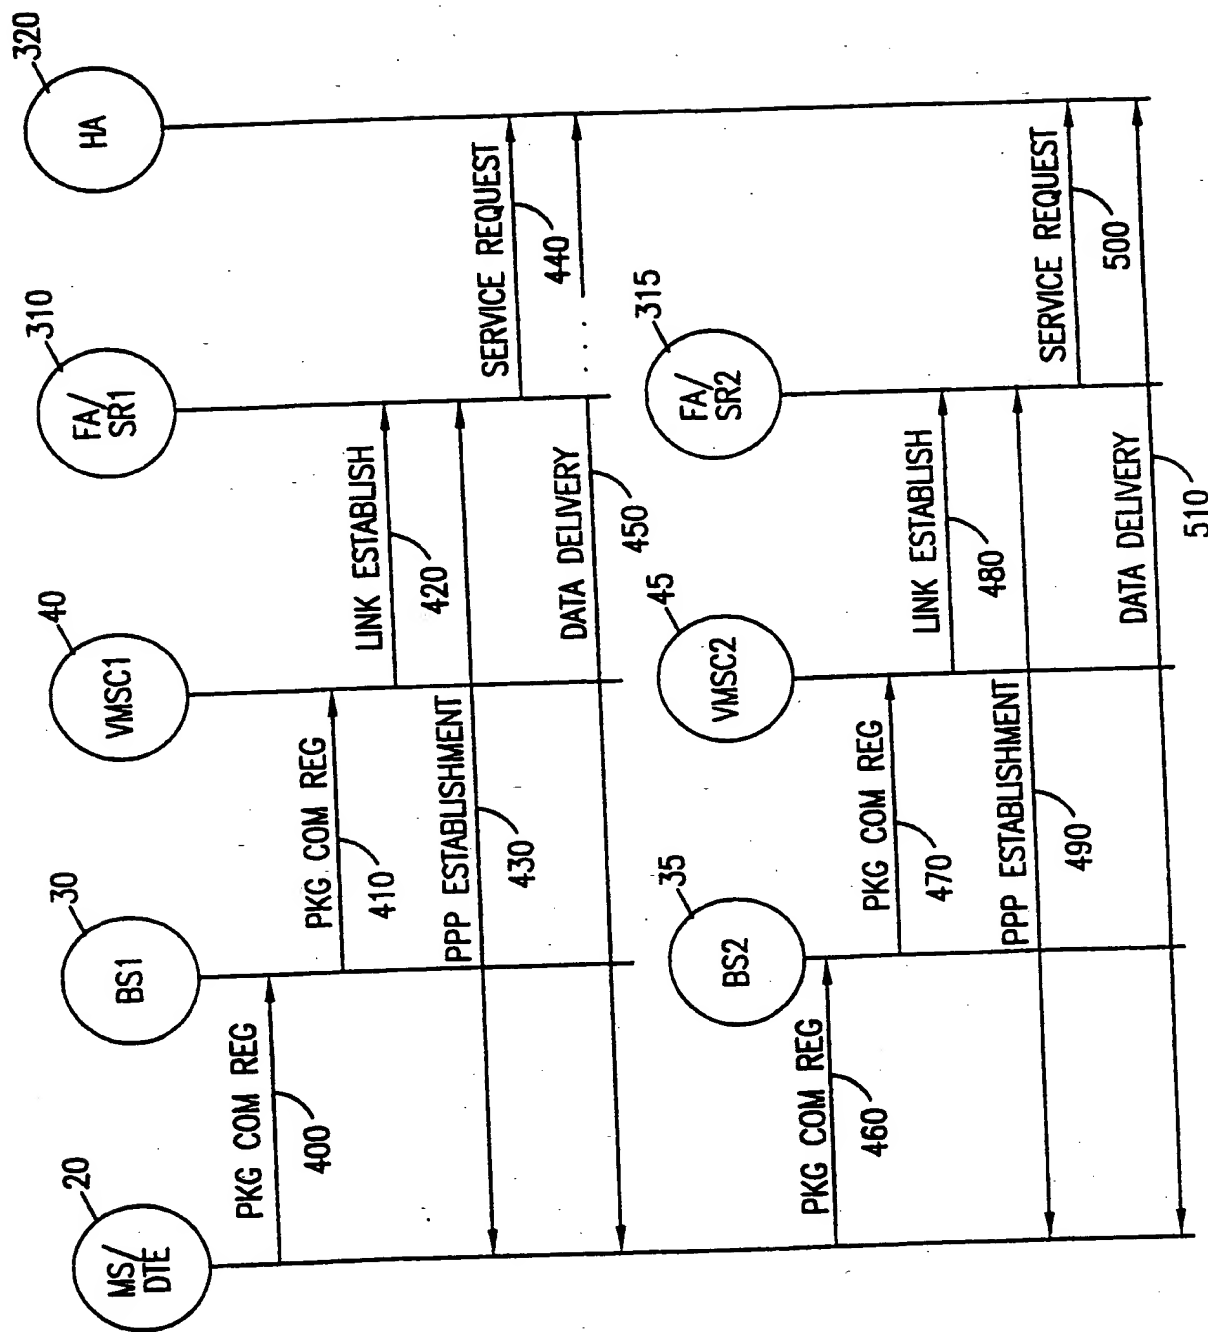 20
MS/
DTE
30
BS1
40
VMSC1
310
FA/
SR1
320
HA
PKG COM REG
400
PKG COM REG
410
LINK ESTABLISH
420
PPP ESTABLISHMENT
430
SERVICE REQUEST
440
DATA DELIVERY
450
. . . .
35
BS2
45
VMSC2
315
FA/
SR2
PKG COM REG
460
PKG COM REG
470
LINK ESTABLISH
480
PPP ESTABLISHMENT
490
SERVICE REQUEST
500
DATA DELIVERY
510